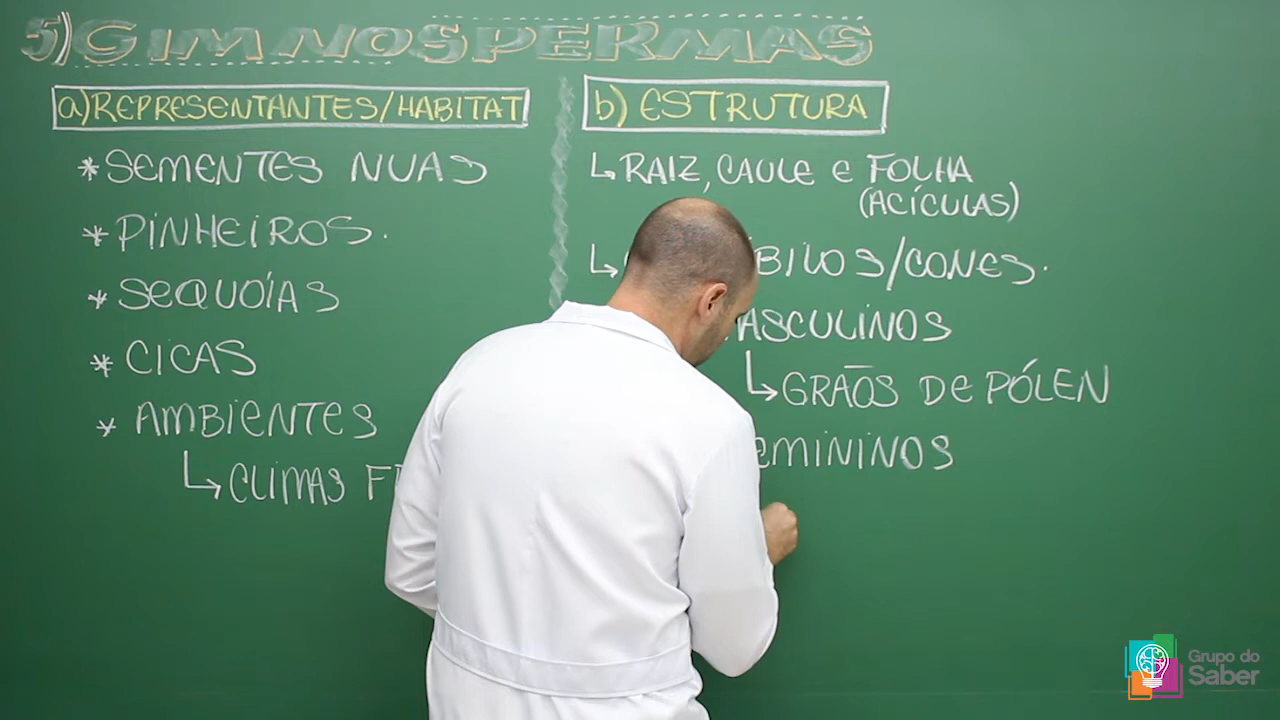 5) GIMNOSPERMAS
a) REPRESENTANTES/HABITAT
* SEMENTES NUAS
* PINHEIROS.
* SEQUOÍAS
* CICAS
* AMBIENTES
↳ CLIMAS
b) ESTRUTURA
↳ RAIZ, CAULE e FOLHA
(ACÍCULAS)
↳ BILOS/CONES.
ASCULINOS
↳ GRÃOS DE PÓLEN
EMININOS
Grupo do
Saber